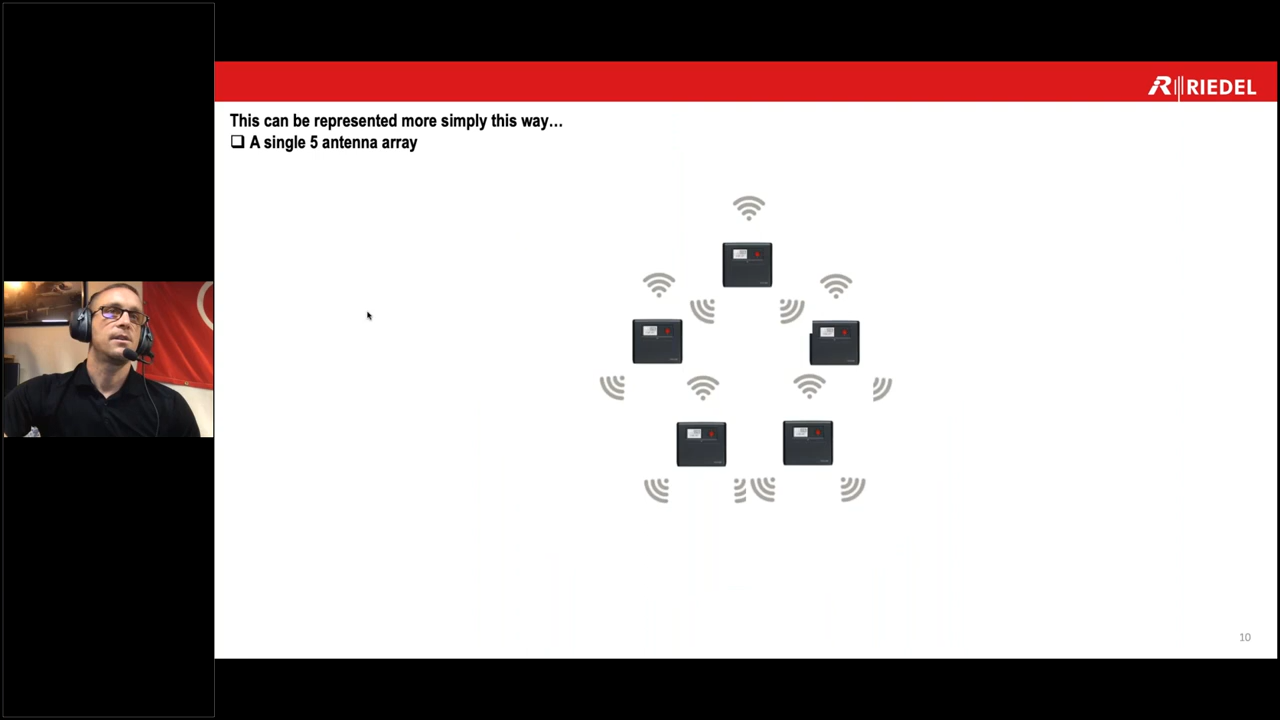 RIEDEL
This can be represented more simply this way…
A single 5 antenna array
10